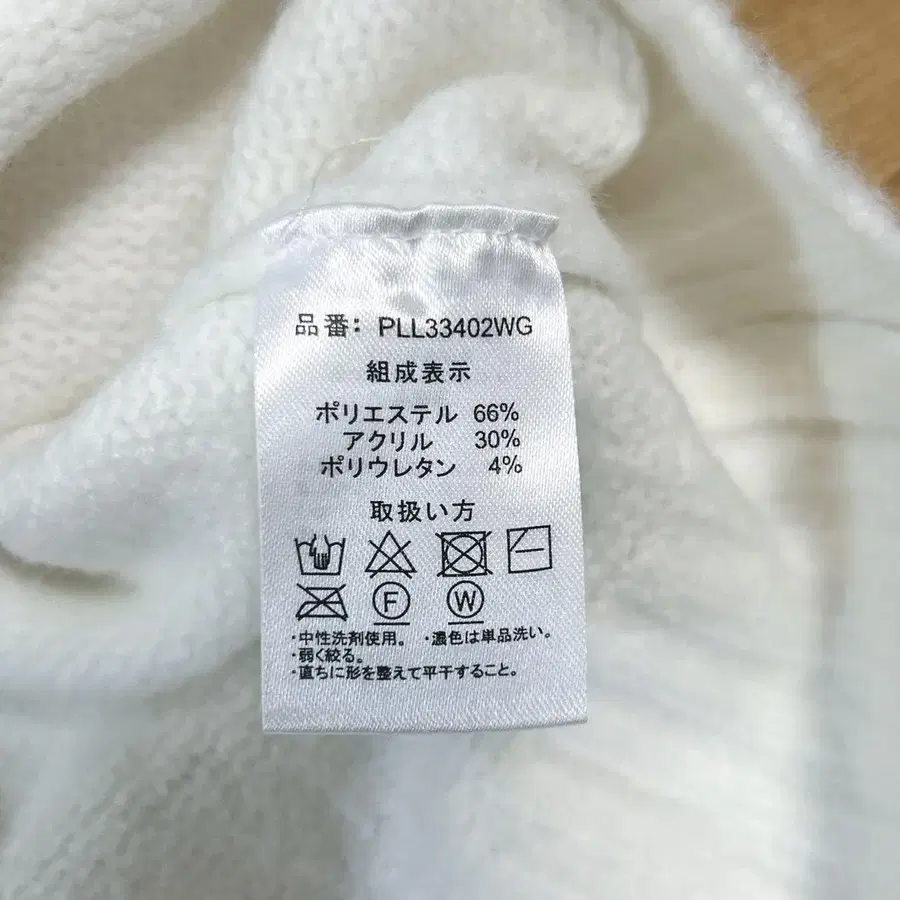 品番: PLL33402WG
組成表示
ポリエステル 66%
アクリル 30%
ポリウレタン 4%
取扱い方
F W
・中性洗剤使用。 ・濃色は単品洗い。
・弱く絞る。
・直ちに形を整えて平干すること。